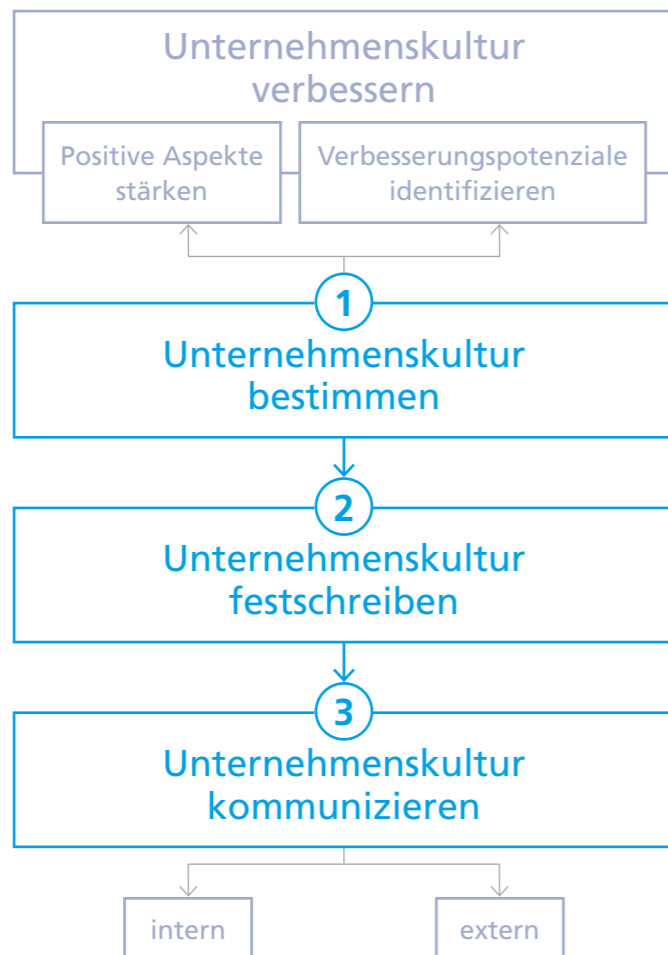 Unternehmenskultur
verbessern
Positive Aspekte
stärken
Verbesserungspotenziale
identifizieren
1
Unternehmenskultur
bestimmen
2
Unternehmenskultur
festschreiben
3
Unternehmenskultur
kommunizieren
intern
extern